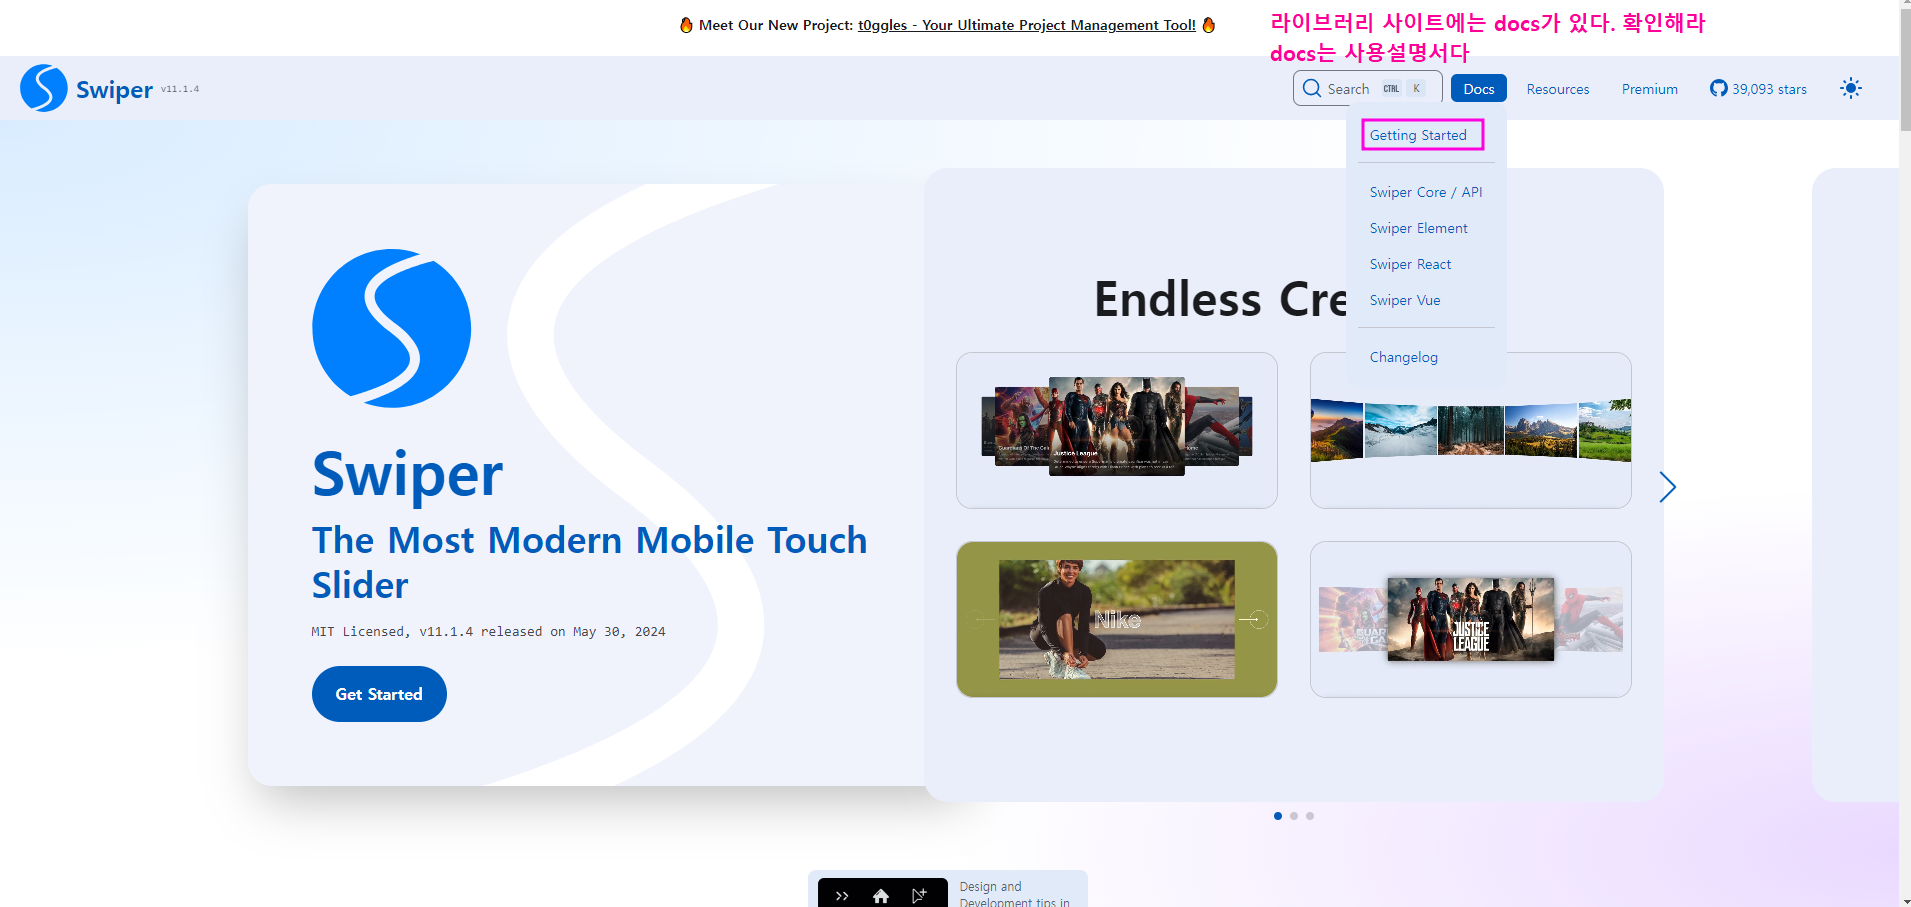 🔥 Meet Our New Project: t0ggles - Your Ultimate Project Management Tool! 🔥
라이브러리 사이트에는 docs가 있다. 확인해라
docs는 사용설명서다
Swiper v11.1.4
Search CTRL K
Docs
Resources
Premium
39,093 stars
Getting Started
Swiper Core / API
Swiper Element
Swiper React
Swiper Vue
Changelog
Swiper
The Most Modern Mobile Touch
Slider
MIT Licensed, v11.1.4 released on May 30, 2024
Get Started
Endless Cre
Justice League
Nike
JUSTICE
LEAGUE
Design and
Development tips in